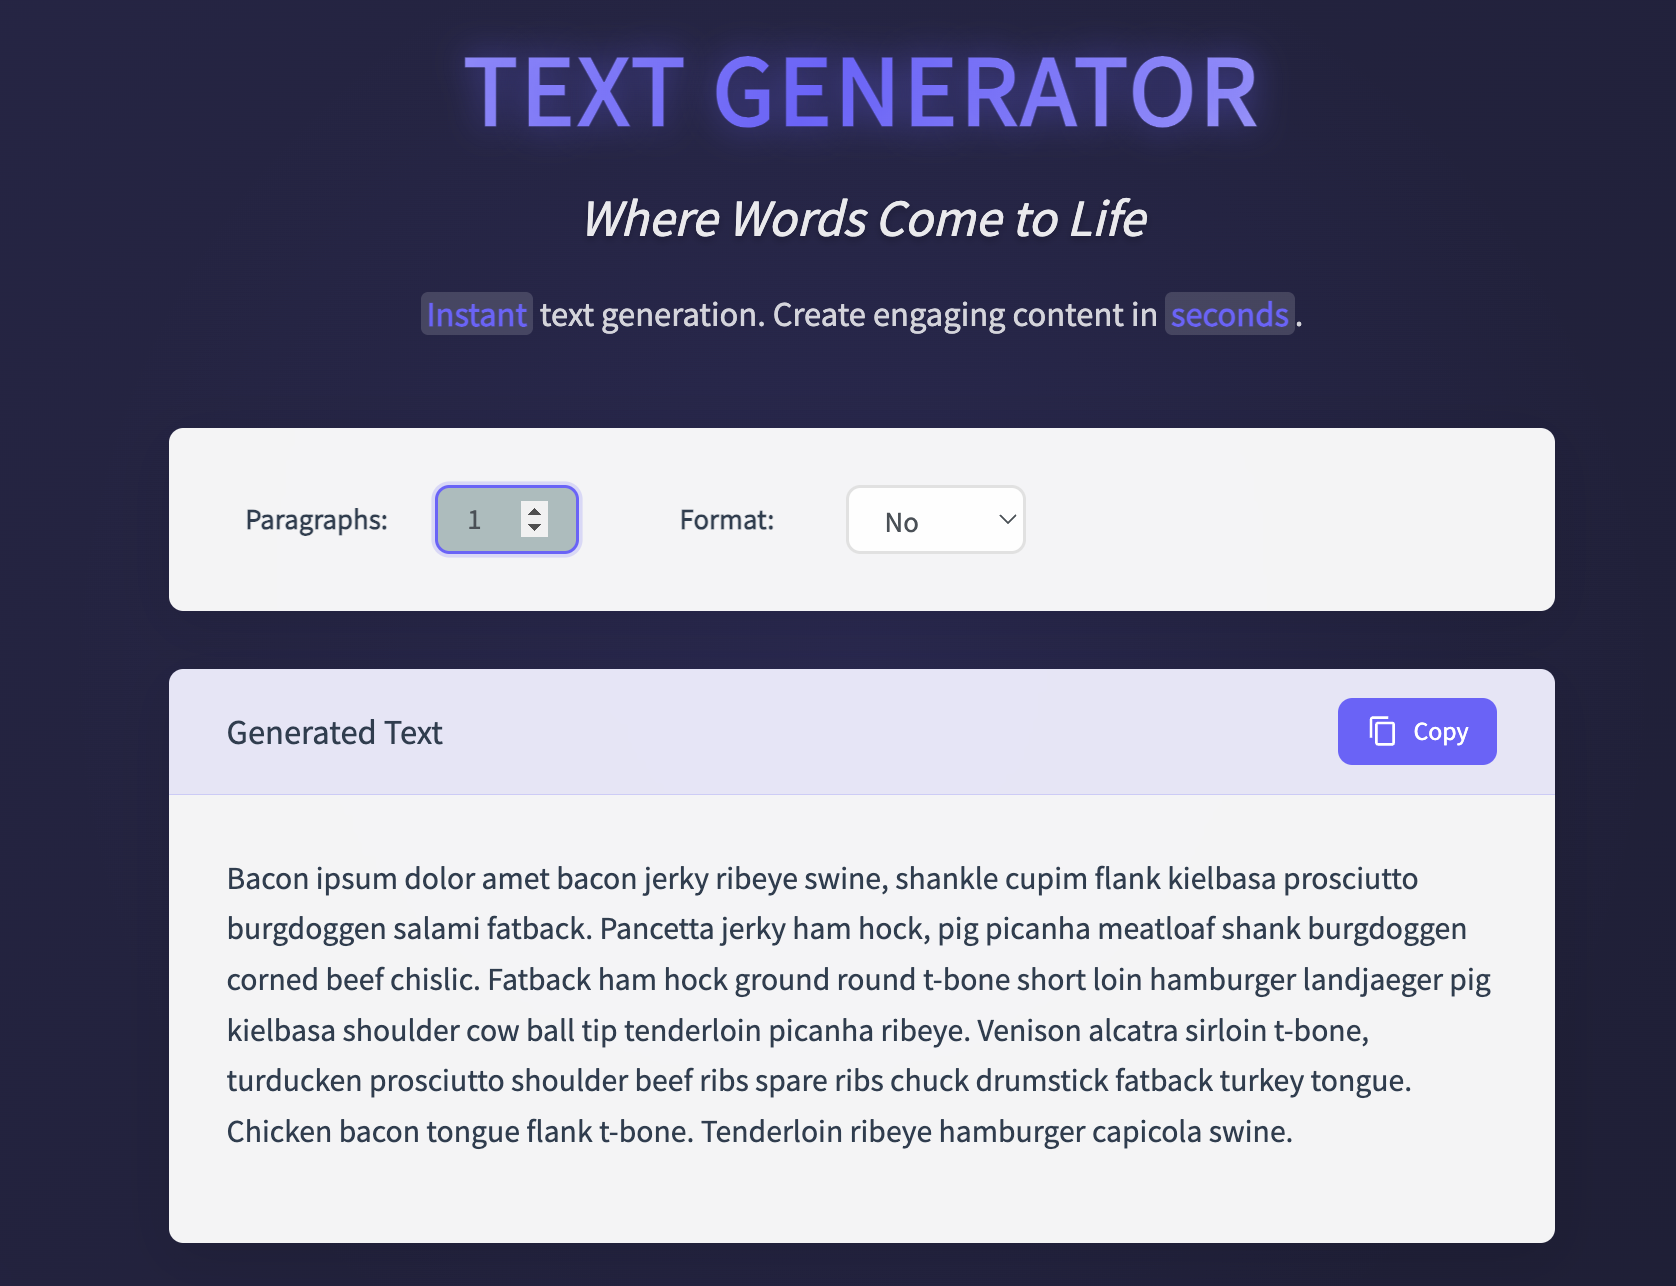 TEXT GENERATOR
Where Words Come to Life
Instant text generation. Create engaging content in seconds.
Paragraphs: 1 Format: No
Generated Text Copy
Bacon ipsum dolor amet bacon jerky ribeye swine, shankle cupim flank kielbasa prosciutto
burgdoggen salami fatback. Pancetta jerky ham hock, pig picanha meatloaf shank burgdoggen
corned beef chislic. Fatback ham hock ground round t-bone short loin hamburger landjaeger pig
kielbasa shoulder cow ball tip tenderloin picanha ribeye. Venison alcatra sirloin t-bone,
turducken prosciutto shoulder beef ribs spare ribs chuck drumstick fatback turkey tongue.
Chicken bacon tongue flank t-bone. Tenderloin ribeye hamburger capicola swine.